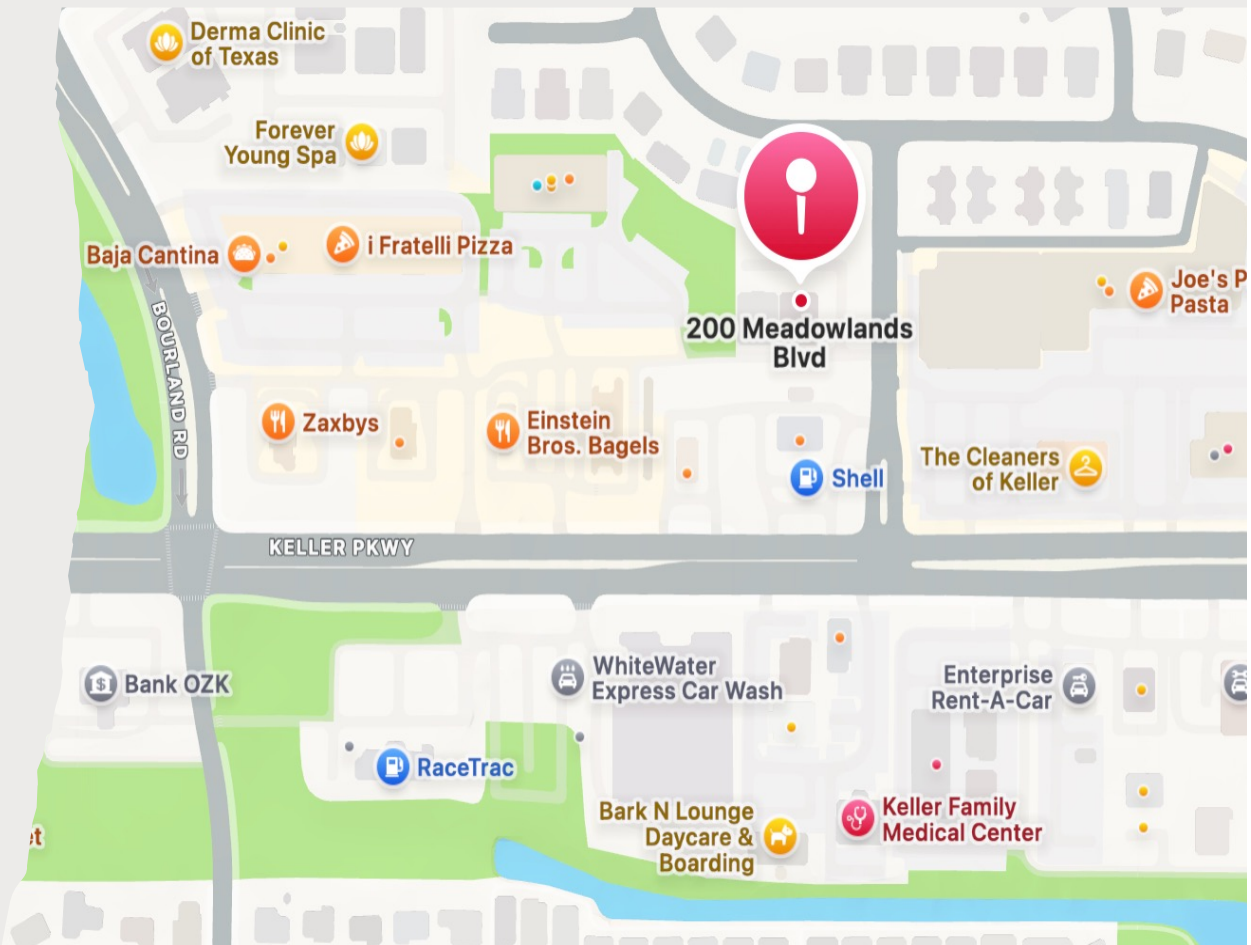 Derma Clinic
of Texas
Forever
Young Spa
Baja Cantina
i Fratelli Pizza
Joe's P
Pasta
200 Meadowlands
Blvd
BOURLAND RD
Zaxbys
Einstein
Bros. Bagels
Shell
The Cleaners
of Keller
KELLER PKWY
Bank OZK
WhiteWater
Express Car Wash
Enterprise
Rent-A-Car
RaceTrac
Bark N Lounge
Daycare &
Boarding
Keller Family
Medical Center
et